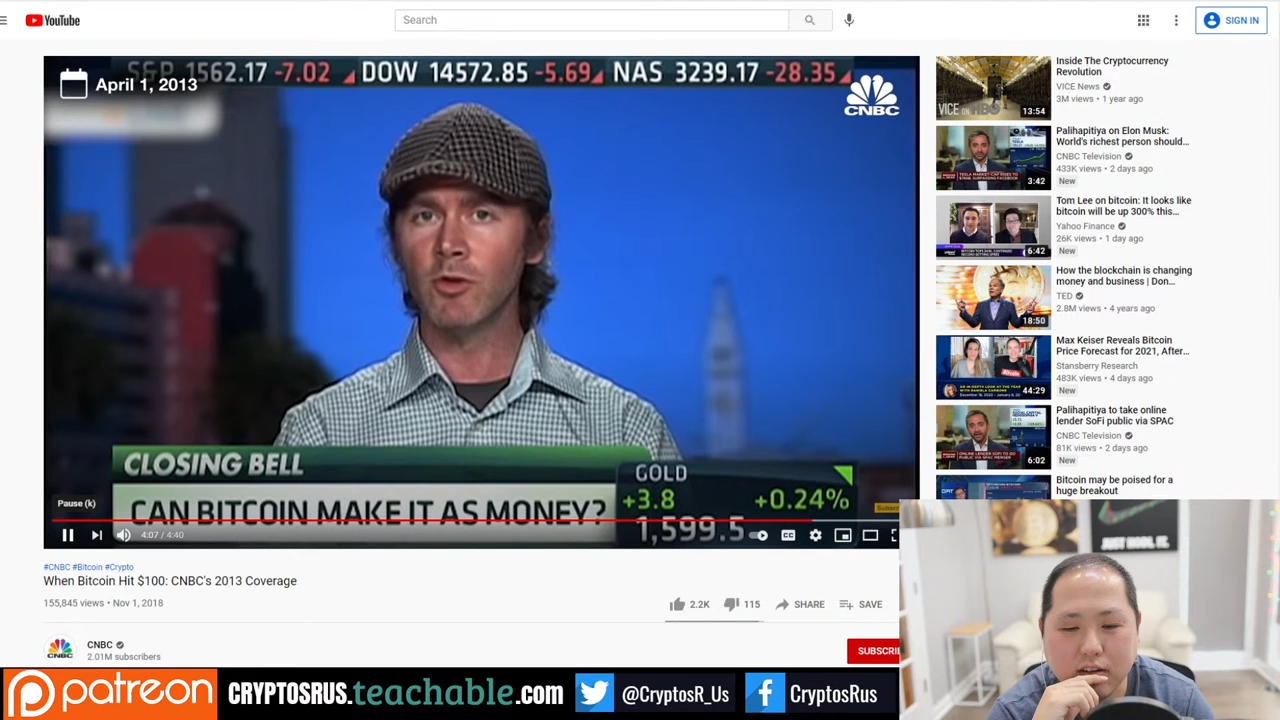 YouTube
Search
SIGN IN
S&P 1562.17 -7.02 DOW 14572.85 -5.69 NAS 3239.17 -28.35
April 1, 2013
CNBC
CLOSING BELL
CAN BITCOIN MAKE IT AS MONEY?
GOLD
+3.8 +0.24%
1,599.5
Pause (k)
4:07 / 4:40
CC
#CNBC #Bitcoin #Crypto
When Bitcoin Hit $100: CNBC's 2013 Coverage
155,845 views • Nov 1, 2018
2.2K 115 SHARE SAVE
CNBC
2.01M subscribers
SUBSCRIBE
VICE
13:54
Inside The Cryptocurrency
Revolution
VICE News
3M views • 1 year ago
3:42
Palihapitiya on Elon Musk:
World's richest person should...
CNBC Television
433K views • 2 days ago
New
6:42
Tom Lee on bitcoin: It looks like
bitcoin will be up 300% this...
Yahoo Finance
26K views • 1 day ago
New
18:50
How the blockchain is changing
money and business | Don...
TED
2.8M views • 4 years ago
44:29
Max Keiser Reveals Bitcoin
Price Forecast for 2021, After...
Stansberry Research
483K views • 4 days ago
New
6:02
Palihapitiya to take online
lender SoFi public via SPAC
CNBC Television
81K views • 2 days ago
New
Bitcoin may be poised for a
huge breakout
JUST HODL IT.
patreon
CRYPTOSRUS.teachable.com
@CryptosR_Us
CryptosRus